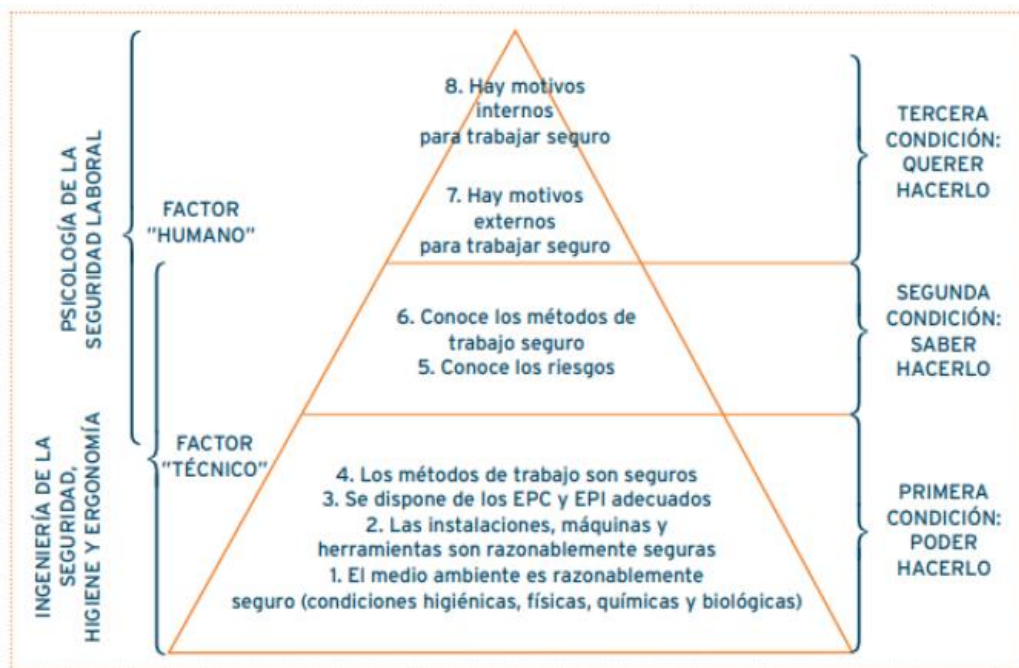 PSICOLOGÍA DE LA
SEGURIDAD LABORAL
INGENIERÍA DE LA
SEGURIDAD,
HIGIENE Y ERGONOMÍA
FACTOR
"HUMANO"
FACTOR
"TÉCNICO"
8. Hay motivos
internos
para trabajar seguro
7. Hay motivos
externos
para trabajar seguro
6. Conoce los métodos de
trabajo seguro
5. Conoce los riesgos
4. Los métodos de trabajo son seguros
3. Se dispone de los EPC y EPI adecuados
2. Las instalaciones, máquinas y
herramientas son razonablemente seguras
1. El medio ambiente es razonablemente
seguro (condiciones higiénicas, físicas, químicas y biológicas)
TERCERA
CONDICIÓN:
QUERER
HACERLO
SEGUNDA
CONDICIÓN:
SABER
HACERLO
PRIMERA
CONDICIÓN:
PODER
HACERLO